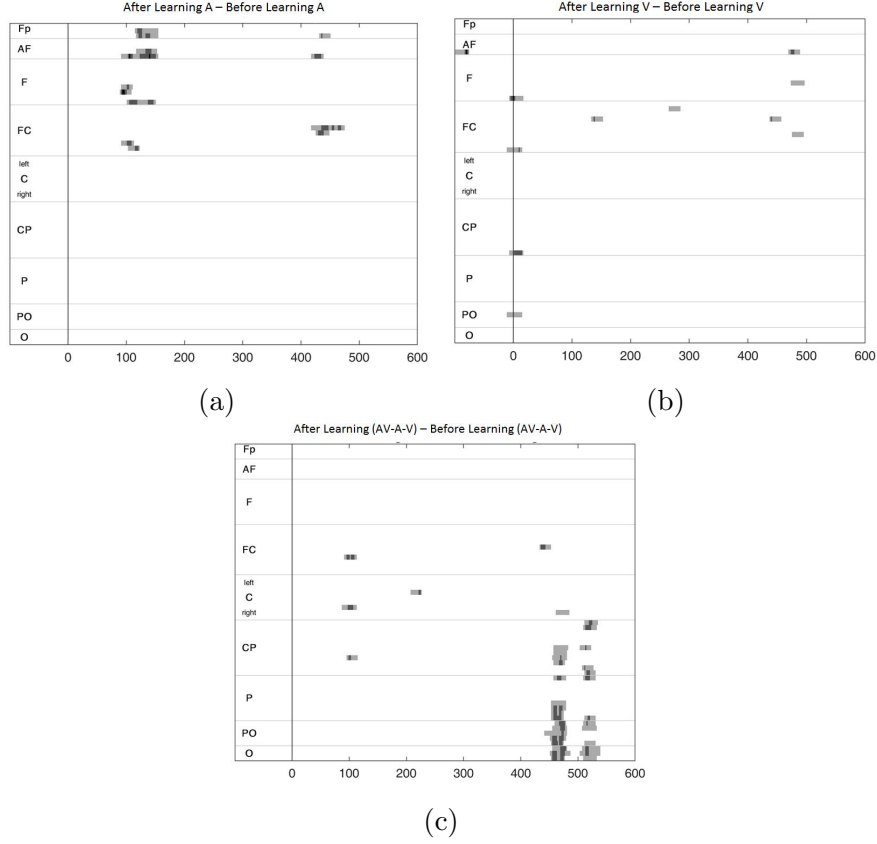 After Learning A – Before Learning A
Fp
AF
F
FC
left
C
right
CP
P
PO
O
0 100 200 300 400 500 600
(a)
After Learning V – Before Learning V
Fp
AF
F
FC
left
C
right
CP
P
PO
O
0 100 200 300 400 500 600
(b)
After Learning (AV-A-V) – Before Learning (AV-A-V)
Fp
AF
F
FC
left
C
right
CP
P
PO
O
0 100 200 300 400 500 600
(c)